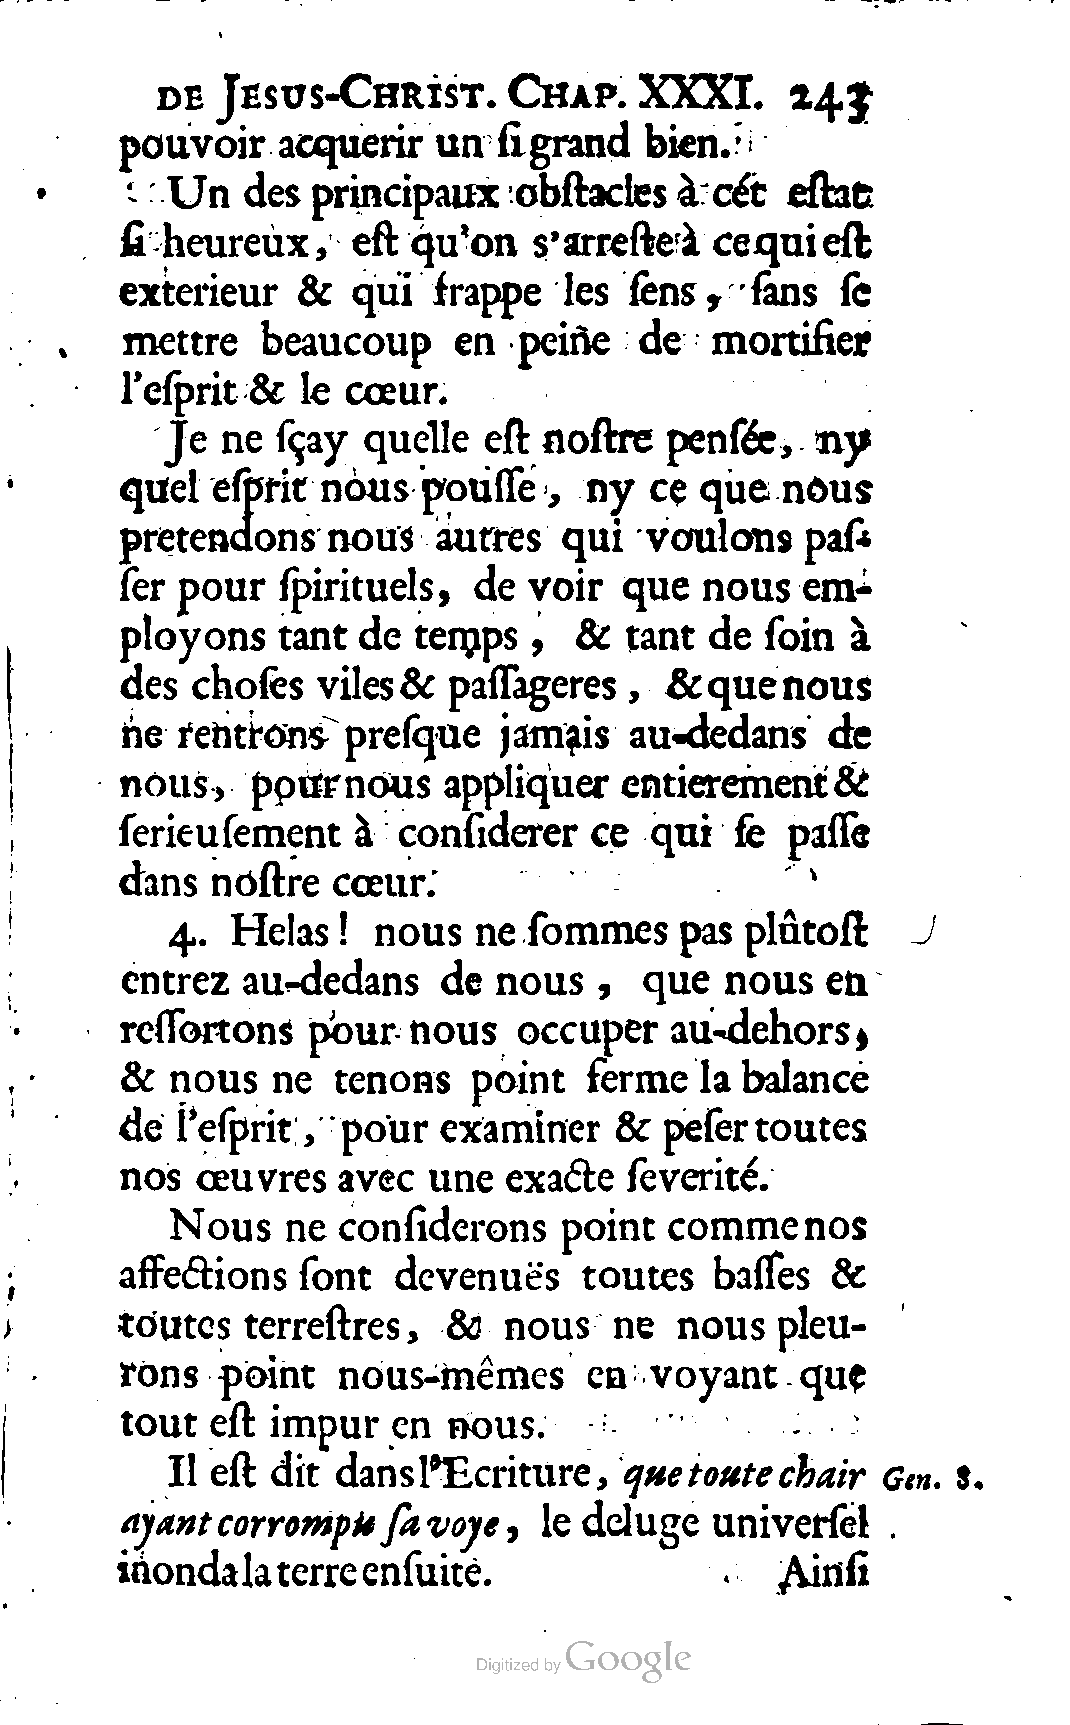 DE JESUS-CHRIST. CHAP. XXXI. 243
pouvoir acquerir un ſi grand bien.
Un des principaux obſtacles à cét eſtat
ſi heureux, eſt qu'on s'arreſte à ce qui eſt
exterieur & qui frappe les ſens, ſans ſe
mettre beaucoup en peine de mortifier
l'eſprit & le cœur.
Je ne ſçay quelle eſt noſtre penſée, ny
quel eſprit nous pouſſe, ny ce que nous
pretendons nous autres qui voulons paſ-
ſer pour ſpirituels, de voir que nous em-
ployons tant de temps, & tant de ſoin à
des choſes viles & paſſageres, & que nous
ne rentrons preſque jamais au-dedans de
nous, pour nous appliquer entierement &
ſerieuſement à conſiderer ce qui ſe paſſe
dans noſtre cœur.
4. Helas! nous ne ſommes pas plûtoſt
entrez au-dedans de nous, que nous en
reſſortons pour nous occuper au-dehors,
& nous ne tenons point ferme la balance
de l'eſprit, pour examiner & peſer toutes
nos œuvres avec une exacte ſeverité.
Nous ne conſiderons point comme nos
affections ſont devenuës toutes baſſes &
toutes terreſtres, & nous ne nous pleu-
rons point nous-mêmes en voyant que
tout eſt impur en nous.
Il eſt dit dans l'Ecriture, que toute chair Gen. 8.
ayant corrompu ſa voye, le deluge univerſel
inonda la terre enſuite. Ainſi
Digitized by Google